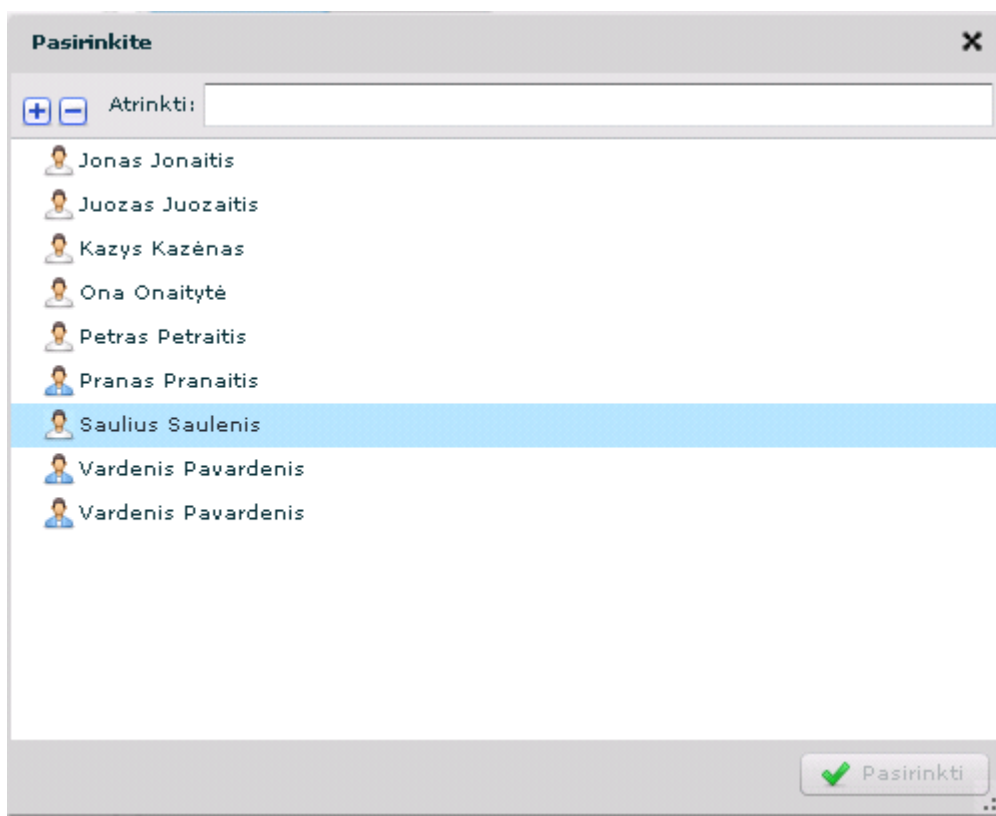 Pasirinkite
Atrinkti:
Jonas Jonaitis
Juozas Juozaitis
Kazys Kazėnas
Ona Onaitytė
Petras Petraitis
Pranas Pranaitis
Saulius Saulenis
Vardenis Pavardenis
Vardenis Pavardenis
Pasirinkti